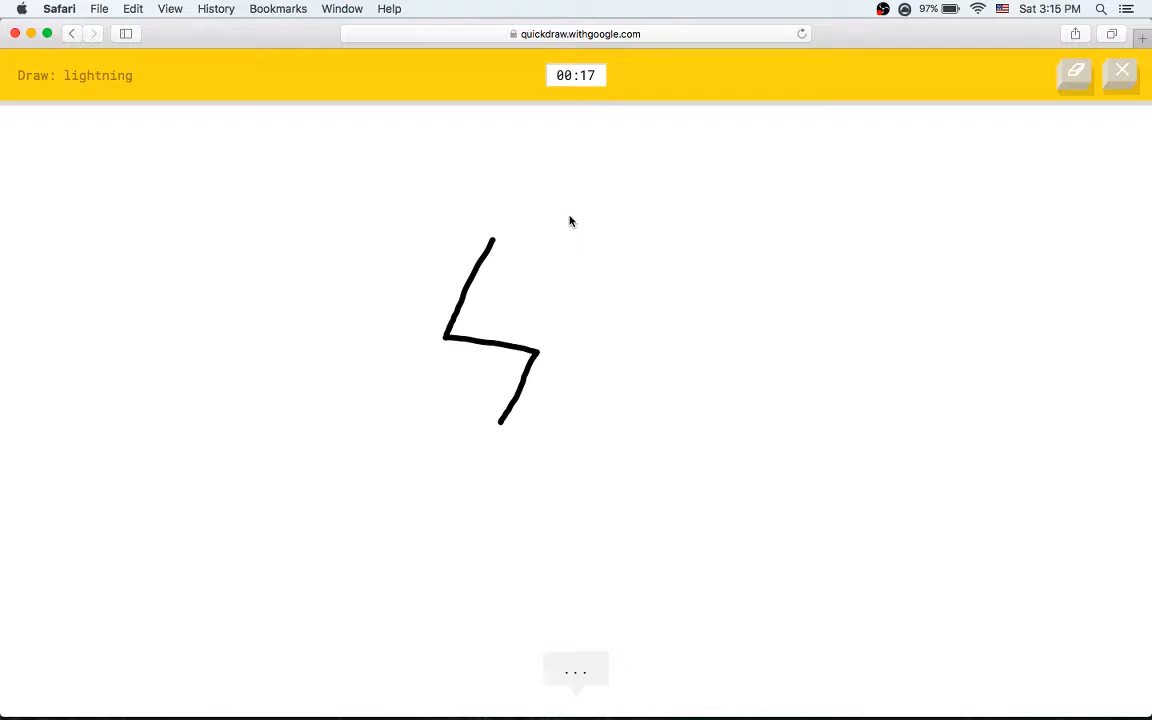 Safari File Edit View History Bookmarks Window Help 97% Sat 3:15 PM
quickdraw.withgoogle.com
Draw: lightning 00:17
...